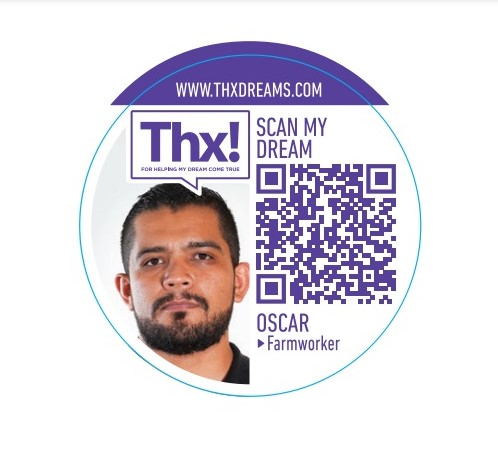 WWW.THXDREAMS.COM
Thx!
FOR HELPING MY DREAM COME TRUE
SCAN MY
DREAM
OSCAR
▶Farmworker